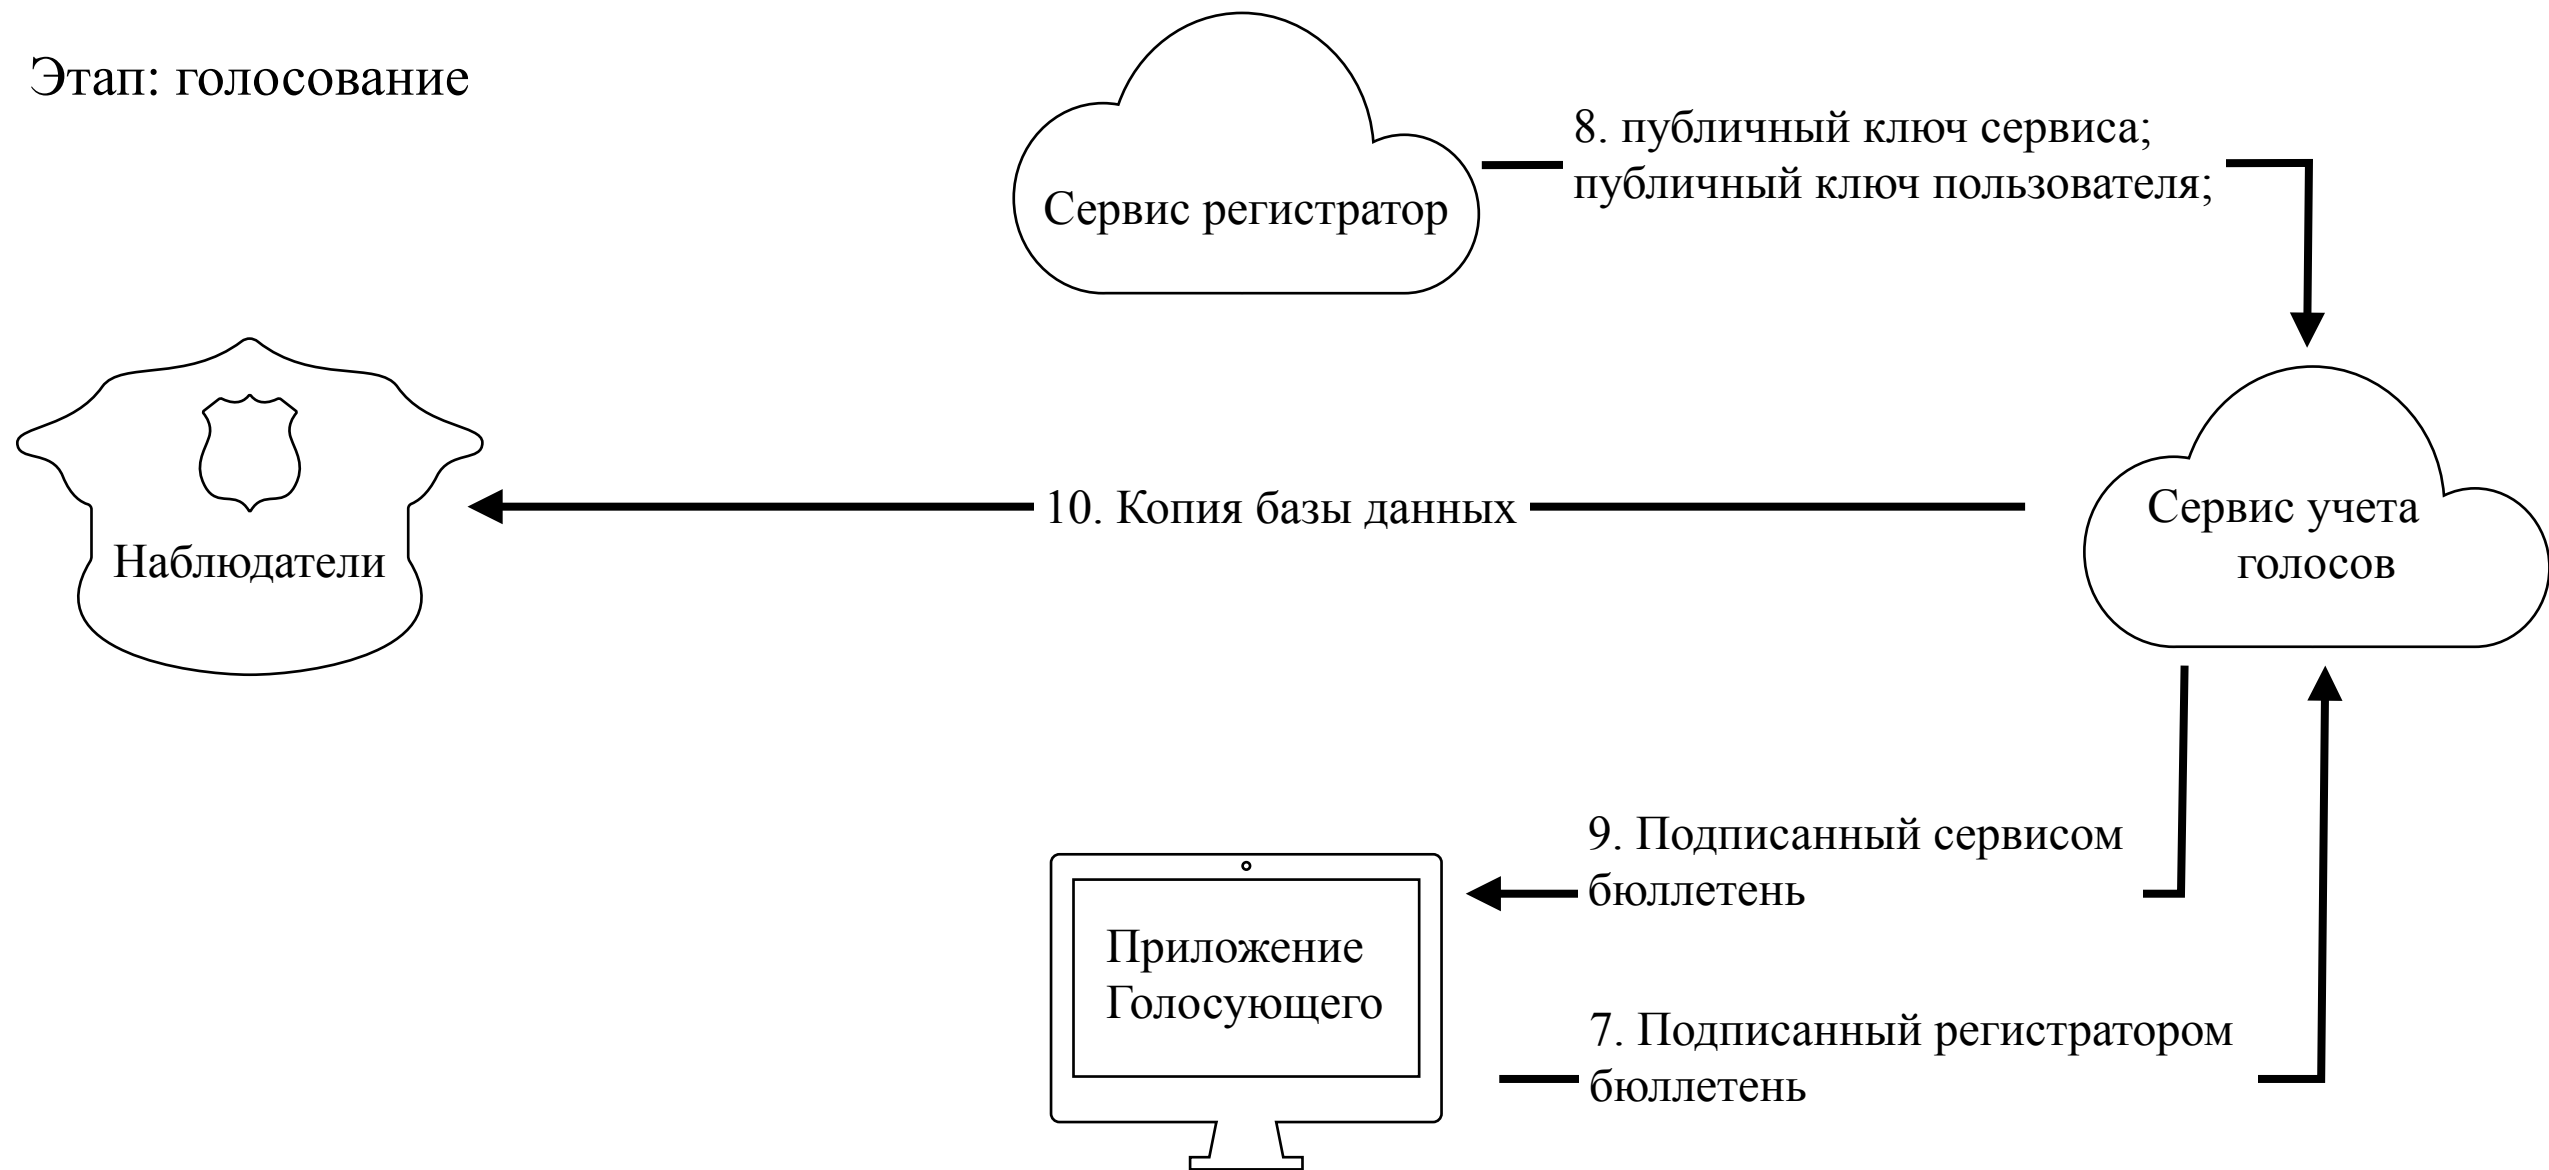 Этап: голосование
8. публичный ключ сервиса;
публичный ключ пользователя;
Сервис регистратор
10. Копия базы данных
Сервис учета
голосов
Наблюдатели
9. Подписанный сервисом
бюллетень
Приложение
Голосующего
7. Подписанный регистратором
бюллетень